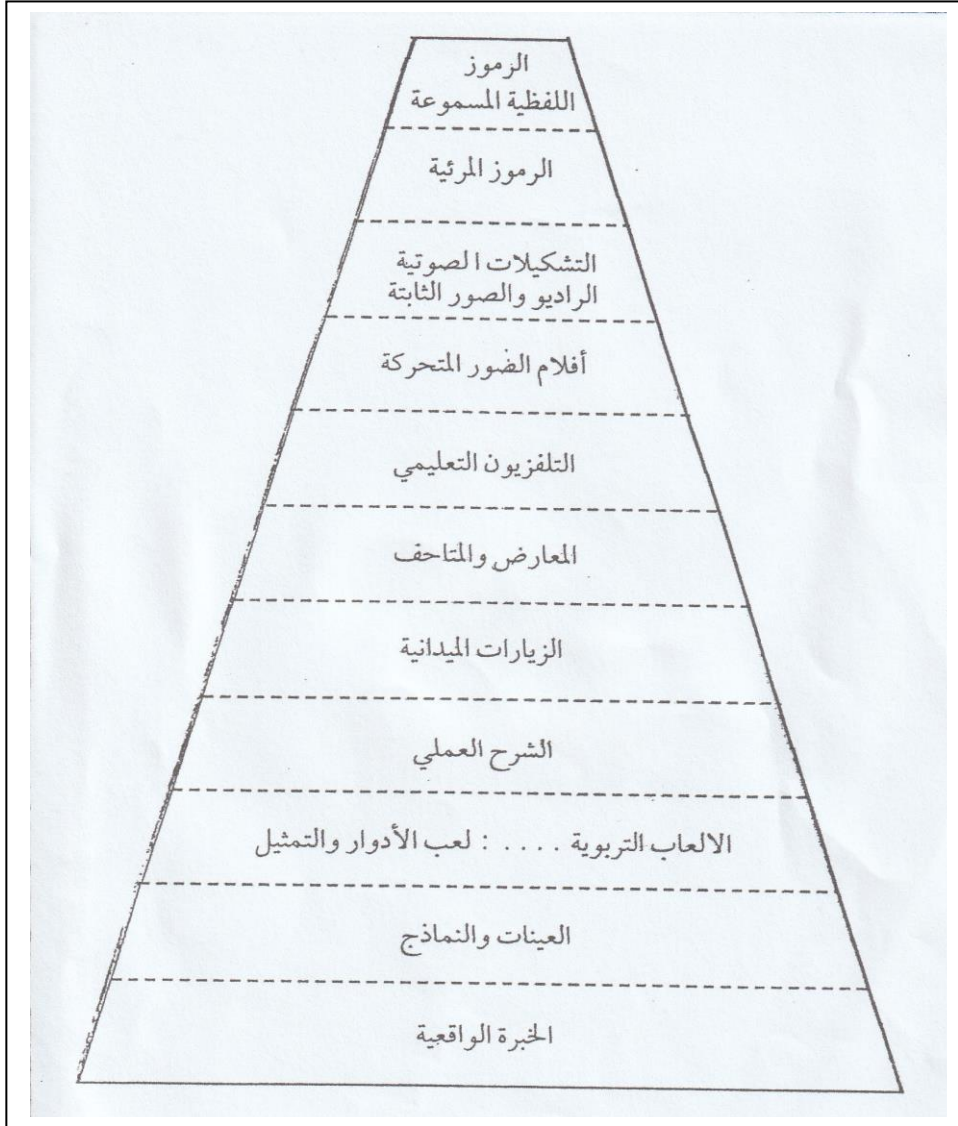 الرموز
اللفظية المسموعة
الرموز المرئية
التشكيلات الصوتية
الراديو والصور الثابتة
أفلام الصور المتحركة
التلفزيون التعليمي
المعارض والمتاحف
الزيارات الميدانية
الشرح العملي
الالعاب التربوية .... : لعب الأدوار والتمثيل
العينات والنماذج
الخبرة الواقعية